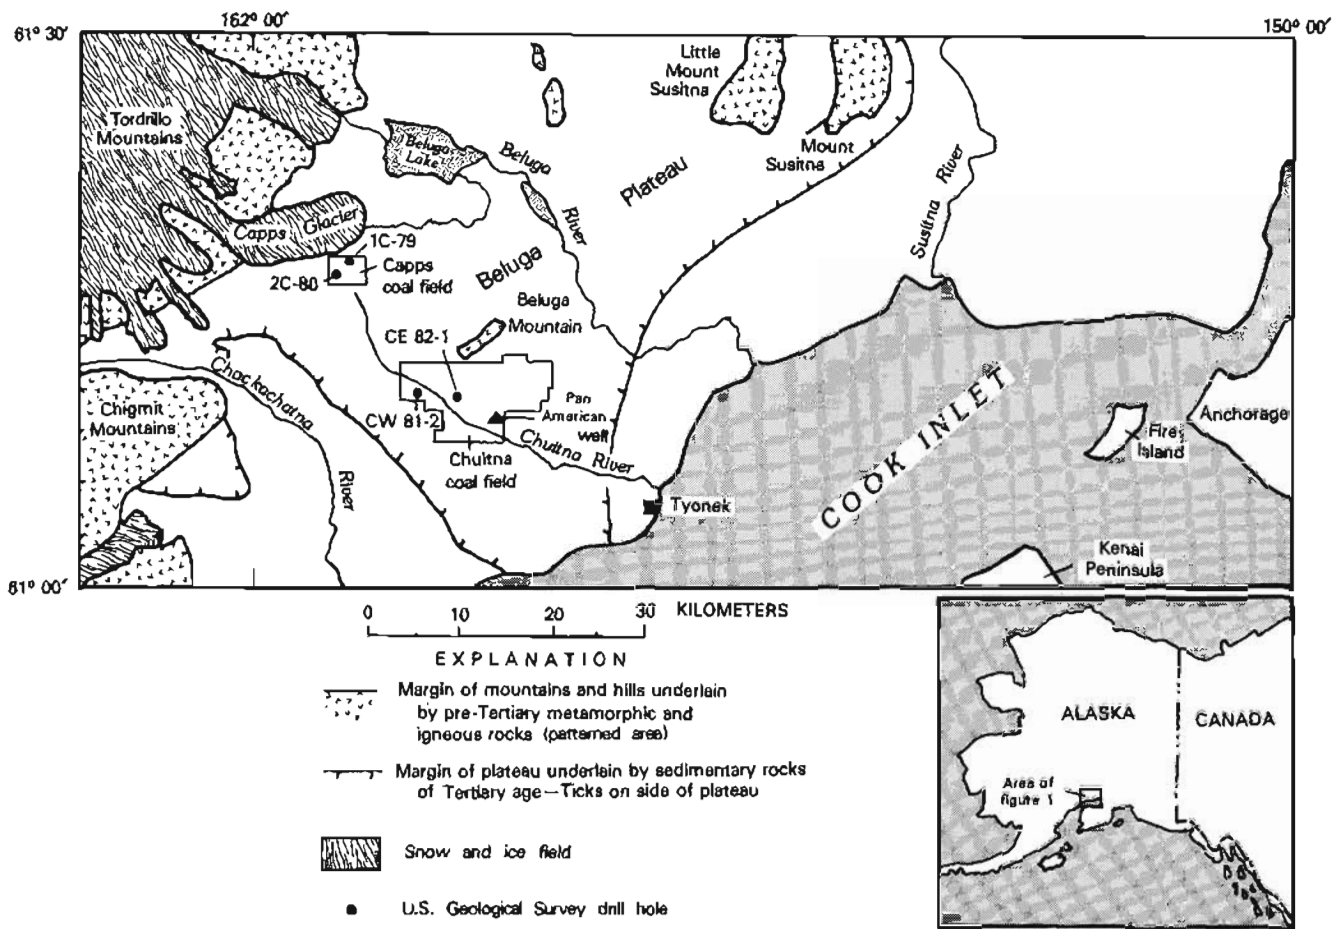 162° 00′
150° 00′
61° 30′
Little
Mount
Susitna
Tordrillo
Mountains
Beluga
Lake
Beluga
River
Mount
Susitna
Susitna
River
Plateau
Capps Glacier
1C-79
2C-80
Capps
coal field
Beluga
Beluga
Mountain
CE 82-1
Chackachatna
River
Chigmit
Mountains
CW 81-2
Pan
American
well
Chuitna River
Chuitna
coal field
COOK INLET
Anchorage
Fire
Island
Tyonek
Kenai
Peninsula
61° 00′
0 10 20 30 KILOMETERS
EXPLANATION
Margin of mountains and hills underlain
by pre-Tertiary metamorphic and
igneous rocks (patterned area)
Margin of plateau underlain by sedimentary rocks
of Tertiary age—Ticks on side of plateau
Snow and ice field
U.S. Geological Survey drill hole
ALASKA
CANADA
Area of
figure 1